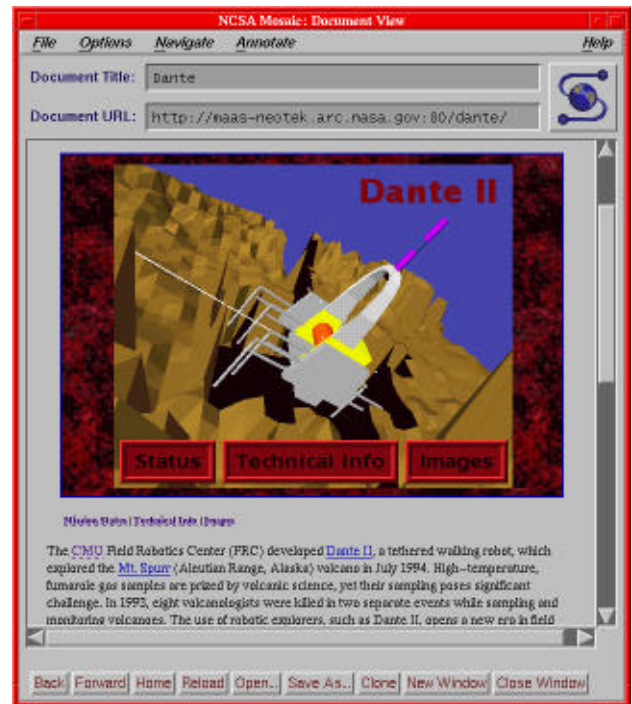 NCSA Mosaic: Document View
File Options Navigate Annotate Help
Document Title: Dante
Document URL: http://maas-neotek.arc.nasa.gov:80/dante/
Dante II
Status Technical Info Images
Mission Status | Technical Info | Images
The CMU Field Robotics Center (FRC) developed Dante II, a tethered walking robot, which
explored the Mt. Spurr (Aleutian Range, Alaska) volcano in July 1994. High-temperature,
fumarole gas samples are prized by volcanic science, yet their sampling poses significant
challenge. In 1993, eight volcanologists were killed in two separate events while sampling and
monitoring volcanoes. The use of robotic explorers, such as Dante II, opens a new era in field
Back Forward Home Reload Open... Save As... Clone New Window Close Window